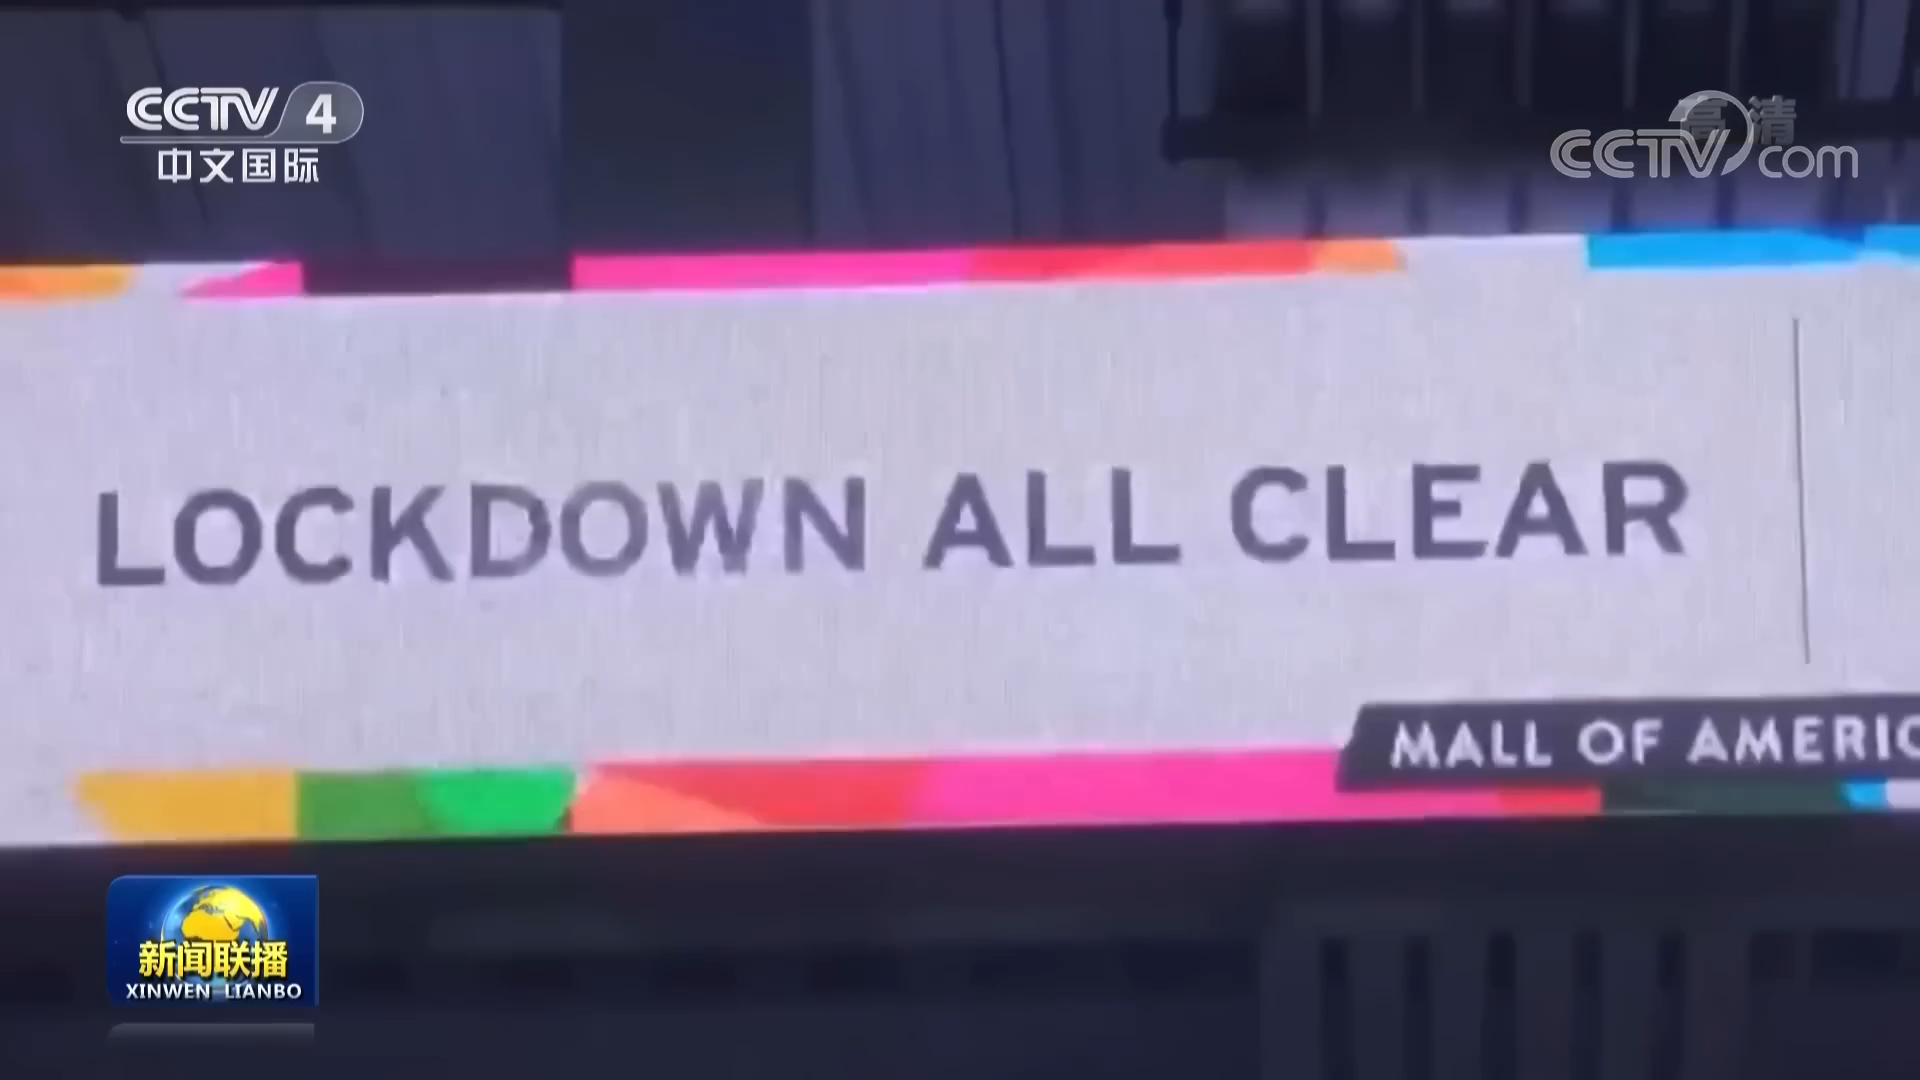 CCTV 4
中文国际
高清
CCTV.com
LOCKDOWN ALL CLEAR
MALL OF AMERIC
新闻联播
XINWEN LIANBO